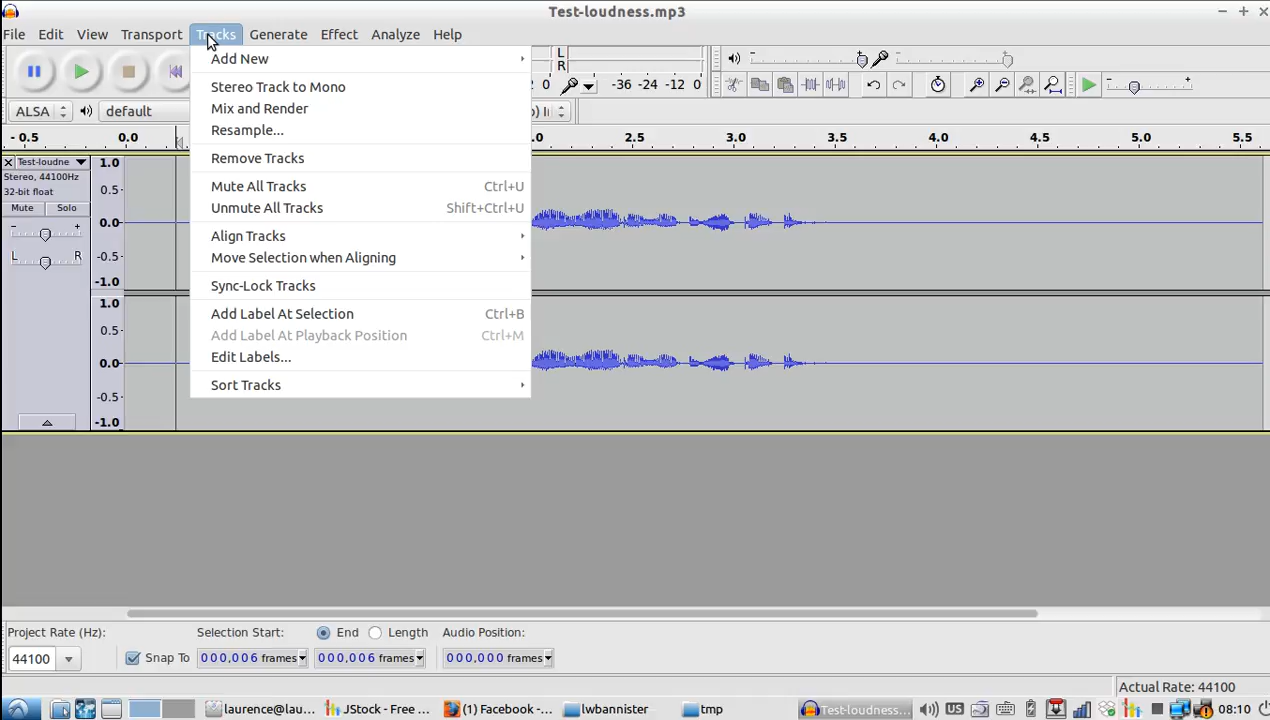 Test-loudness.mp3
File Edit View Transport Tracks Generate Effect Analyze Help
Add New
Stereo Track to Mono
Mix and Render
Resample...
Remove Tracks
Mute All Tracks Ctrl+U
Unmute All Tracks Shift+Ctrl+U
Align Tracks
Move Selection when Aligning
Sync-Lock Tracks
Add Label At Selection Ctrl+B
Add Label At Playback Position Ctrl+M
Edit Labels...
Sort Tracks
L
R
0 -36 -24 -12 0
ALSA default
- 0.5 0.0 2.5 3.0 3.5 4.0 4.5 5.0 5.5
Test-loudne
Stereo, 44100Hz
32-bit float
Mute Solo
- +
L R
1.0
0.5
0.0
-0.5
-1.0
1.0
0.5
0.0
-0.5
-1.0
Project Rate (Hz): Selection Start: End Length Audio Position:
44100 Snap To 000,006 frames 000,006 frames 000,000 frames
Actual Rate: 44100
laurence@lau... JStock - Free ... (1) Facebook -... lwbannister tmp Test-loudness... US 08:10